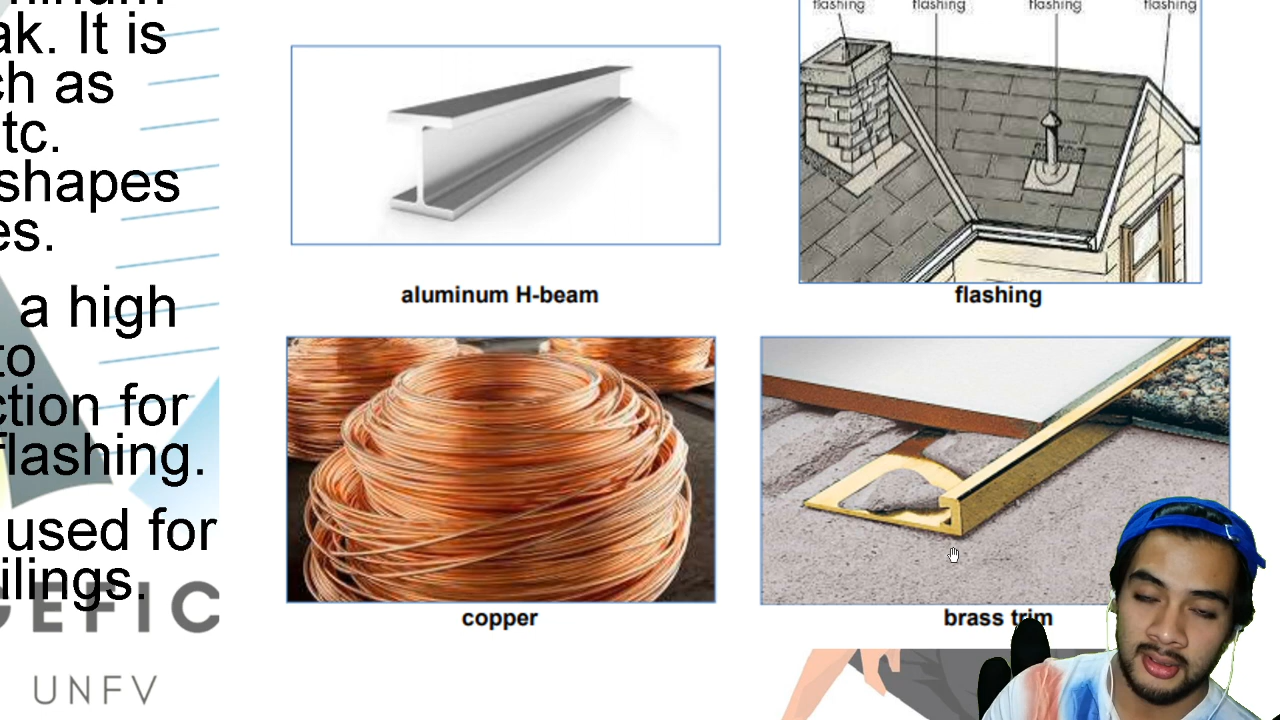 ak. It is
ch as
tc.
shapes
es.
a high
to
ction for
flashing.
used for
ilings.
GEFIC
UNFV
flashing flashing flashing flashing
aluminum H-beam
flashing
copper
brass trim